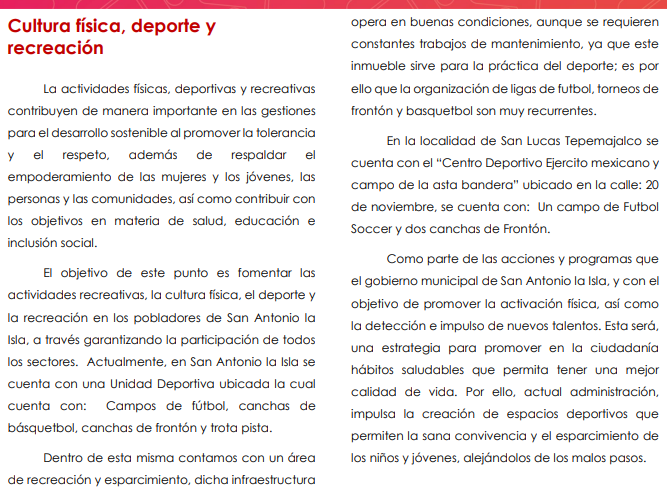 Cultura física, deporte y
recreación
La actividades físicas, deportivas y recreativas
contribuyen de manera importante en las gestiones
para el desarrollo sostenible al promover la tolerancia
y el respeto, además de respaldar el
empoderamiento de las mujeres y los jóvenes, las
personas y las comunidades, así como contribuir con
los objetivos en materia de salud, educación e
inclusión social.
El objetivo de este punto es fomentar las
actividades recreativas, la cultura física, el deporte y
la recreación en los pobladores de San Antonio la
Isla, a través garantizando la participación de todos
los sectores. Actualmente, en San Antonio la Isla se
cuenta con una Unidad Deportiva ubicada la cual
cuenta con: Campos de fútbol, canchas de
básquetbol, canchas de frontón y trota pista.
Dentro de esta misma contamos con un área
de recreación y esparcimiento, dicha infraestructura
opera en buenas condiciones, aunque se requieren
constantes trabajos de mantenimiento, ya que este
inmueble sirve para la práctica del deporte; es por
ello que la organización de ligas de futbol, torneos de
frontón y basquetbol son muy recurrentes.
En la localidad de San Lucas Tepemajalco se
cuenta con el “Centro Deportivo Ejercito mexicano y
campo de la asta bandera” ubicado en la calle: 20
de noviembre, se cuenta con: Un campo de Futbol
Soccer y dos canchas de Frontón.
Como parte de las acciones y programas que
el gobierno municipal de San Antonio la Isla, y con el
objetivo de promover la activación física, así como
la detección e impulso de nuevos talentos. Esta será,
una estrategia para promover en la ciudadanía
hábitos saludables que permita tener una mejor
calidad de vida. Por ello, actual administración,
impulsa la creación de espacios deportivos que
permiten la sana convivencia y el esparcimiento de
los niños y jóvenes, alejándolos de los malos pasos.